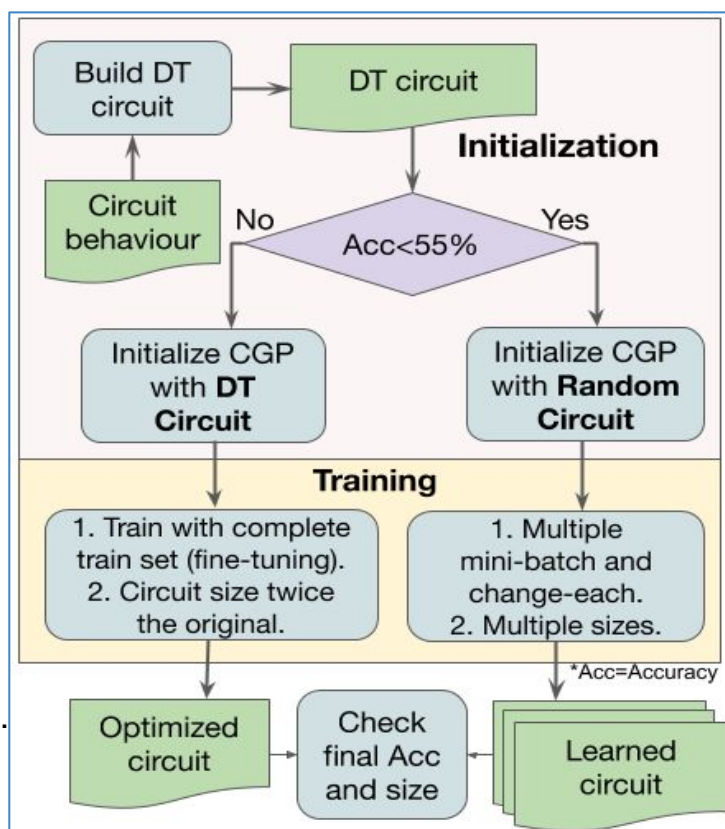 Build DT
circuit
DT circuit
Initialization
Circuit
behaviour
No
Yes
Acc<55%
Initialize CGP
with DT
Circuit
Initialize CGP
with Random
Circuit
Training
1. Train with complete
train set (fine-tuning).
2. Circuit size twice
the original.
1. Multiple
mini-batch and
change-each.
2. Multiple sizes.
*Acc=Accuracy
.
Optimized
circuit
Check
final Acc
and size
Learned
circuit